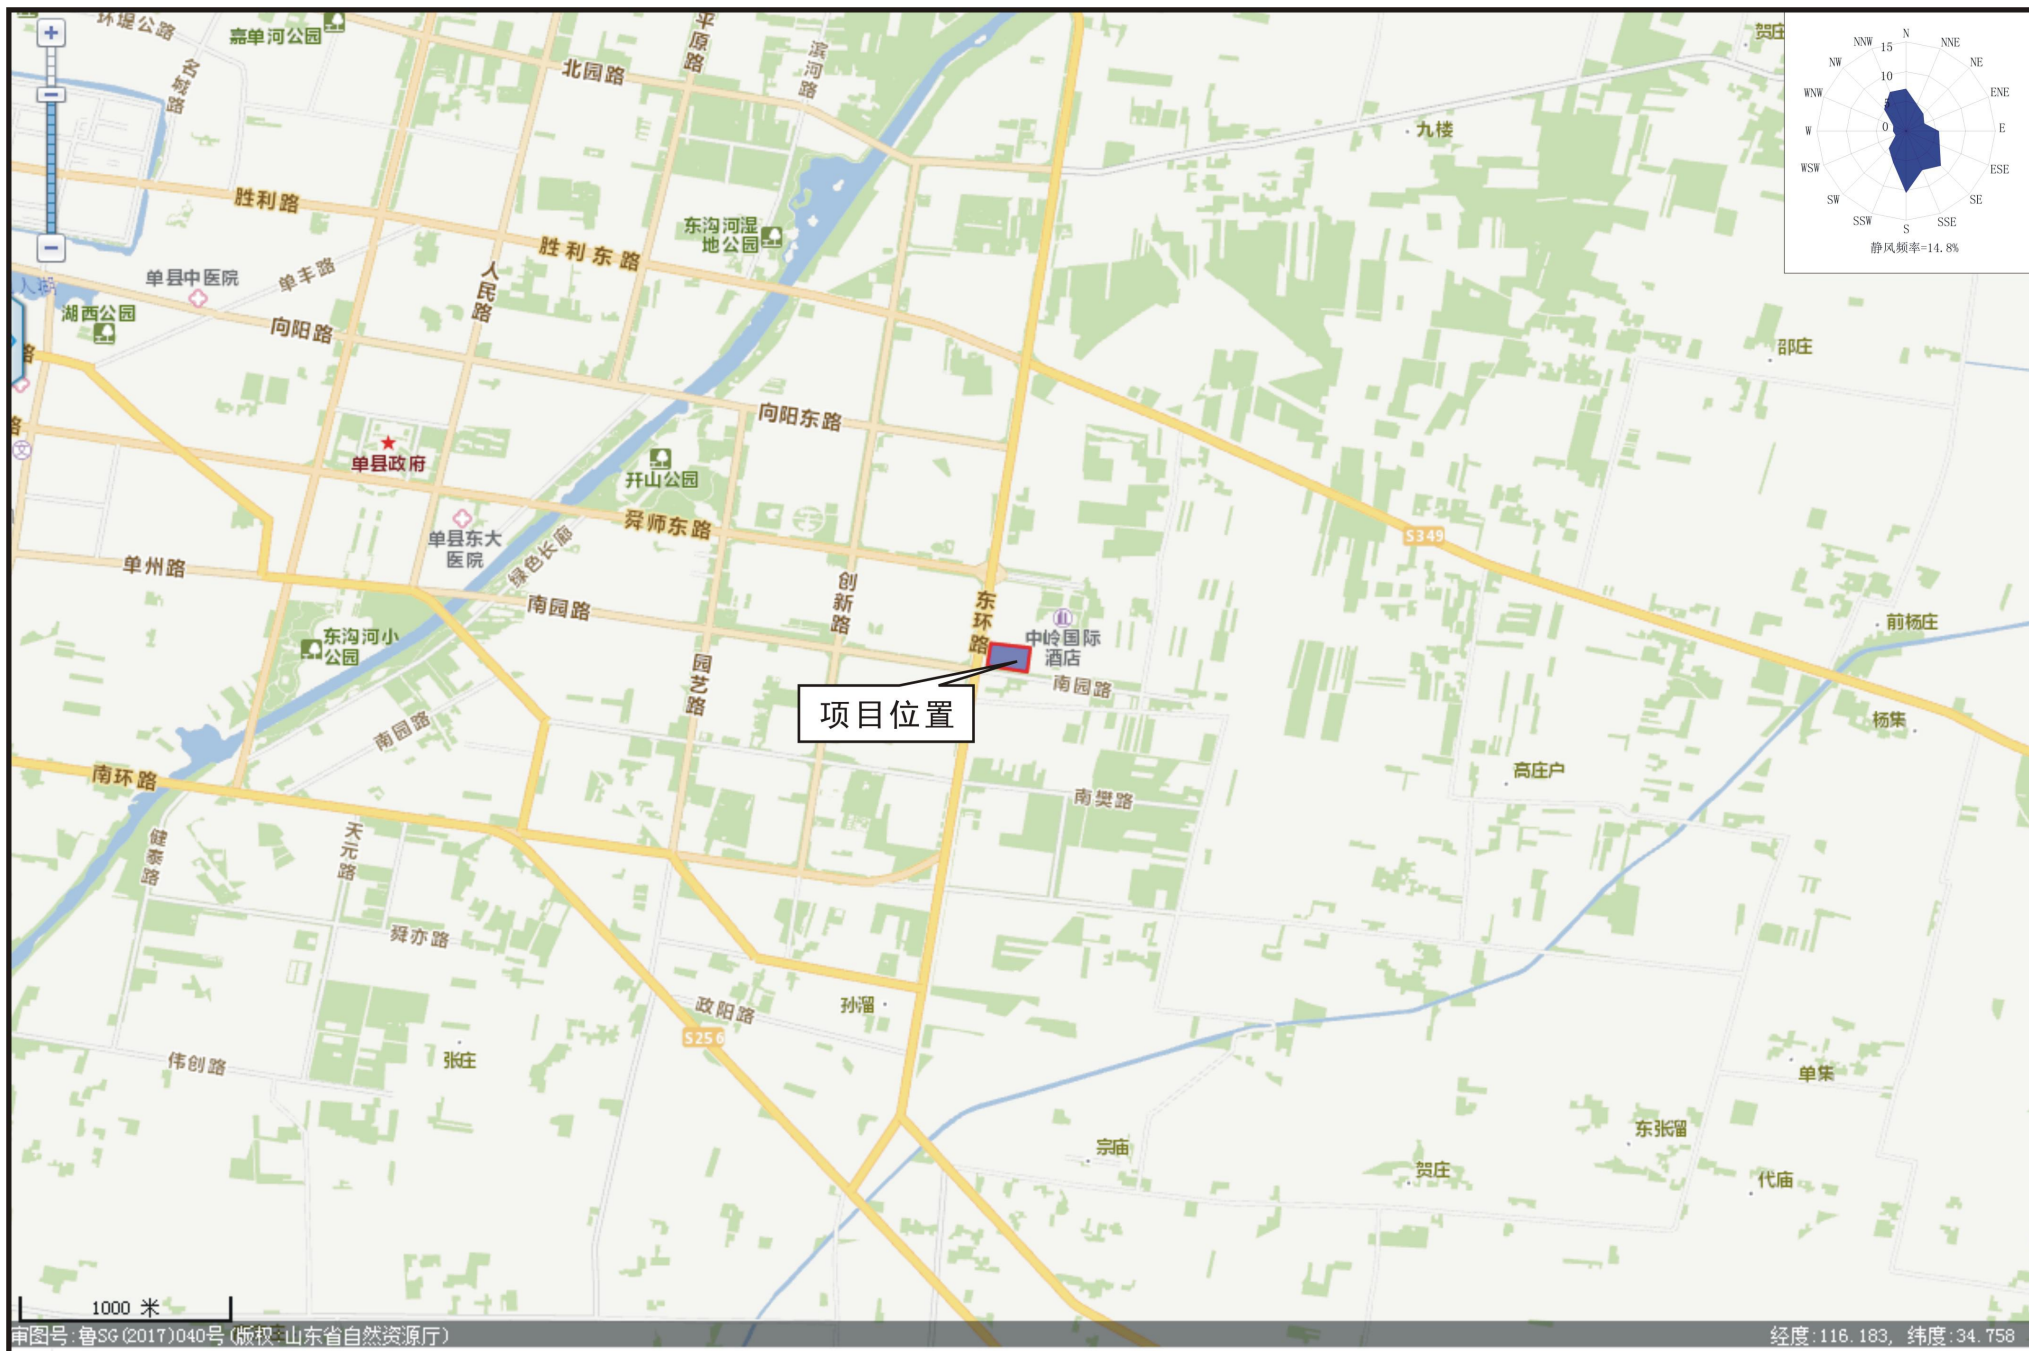 环堤公路
嘉单河公园
平原路
滨河路
贺庄
北园路
九楼
胜利路
胜利东路
东沟河湿
地公园
人民路
单县中医院
单丰路
湖西公园
向阳路
路
邵庄
向阳东路
路
单县政府
开山公园
舜师东路
单县东大
医院
绿色长廊
S349
单州路
南园路
创新路
东环路
中岭国际
酒店
前杨庄
东沟河小
公园
园艺路
南园路
项目位置
南园路
杨集
南环路
高庄户
南樊路
健泰路
天元路
舜亦路
政阳路
孙溜
S256
张庄
伟创路
单集
东张溜
宗庙
贺庄
代庙
1000 米
审图号:鲁SG(2017)040号(版权 山东省自然资源厅)
经度:116.183, 纬度:34.758
N
NNE
NE
ENE
E
ESE
SE
SSE
S
SSW
SW
WSW
W
WNW
NW
NNW
15
10
5
0
静风频率=14.8%